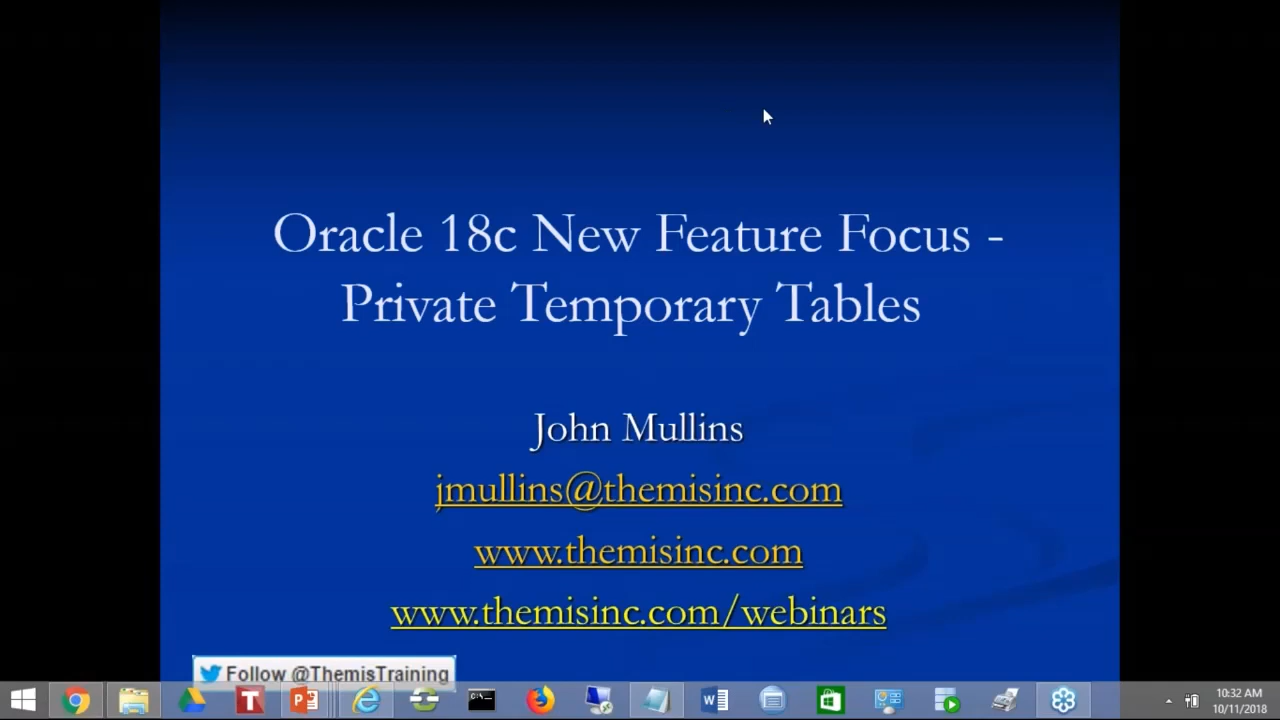 Oracle 18c New Feature Focus -
Private Temporary Tables
John Mullins
jmullins@themisinc.com
www.themisinc.com
www.themisinc.com/webinars
Follow @ThemisTraining
10:32 AM
10/11/2018